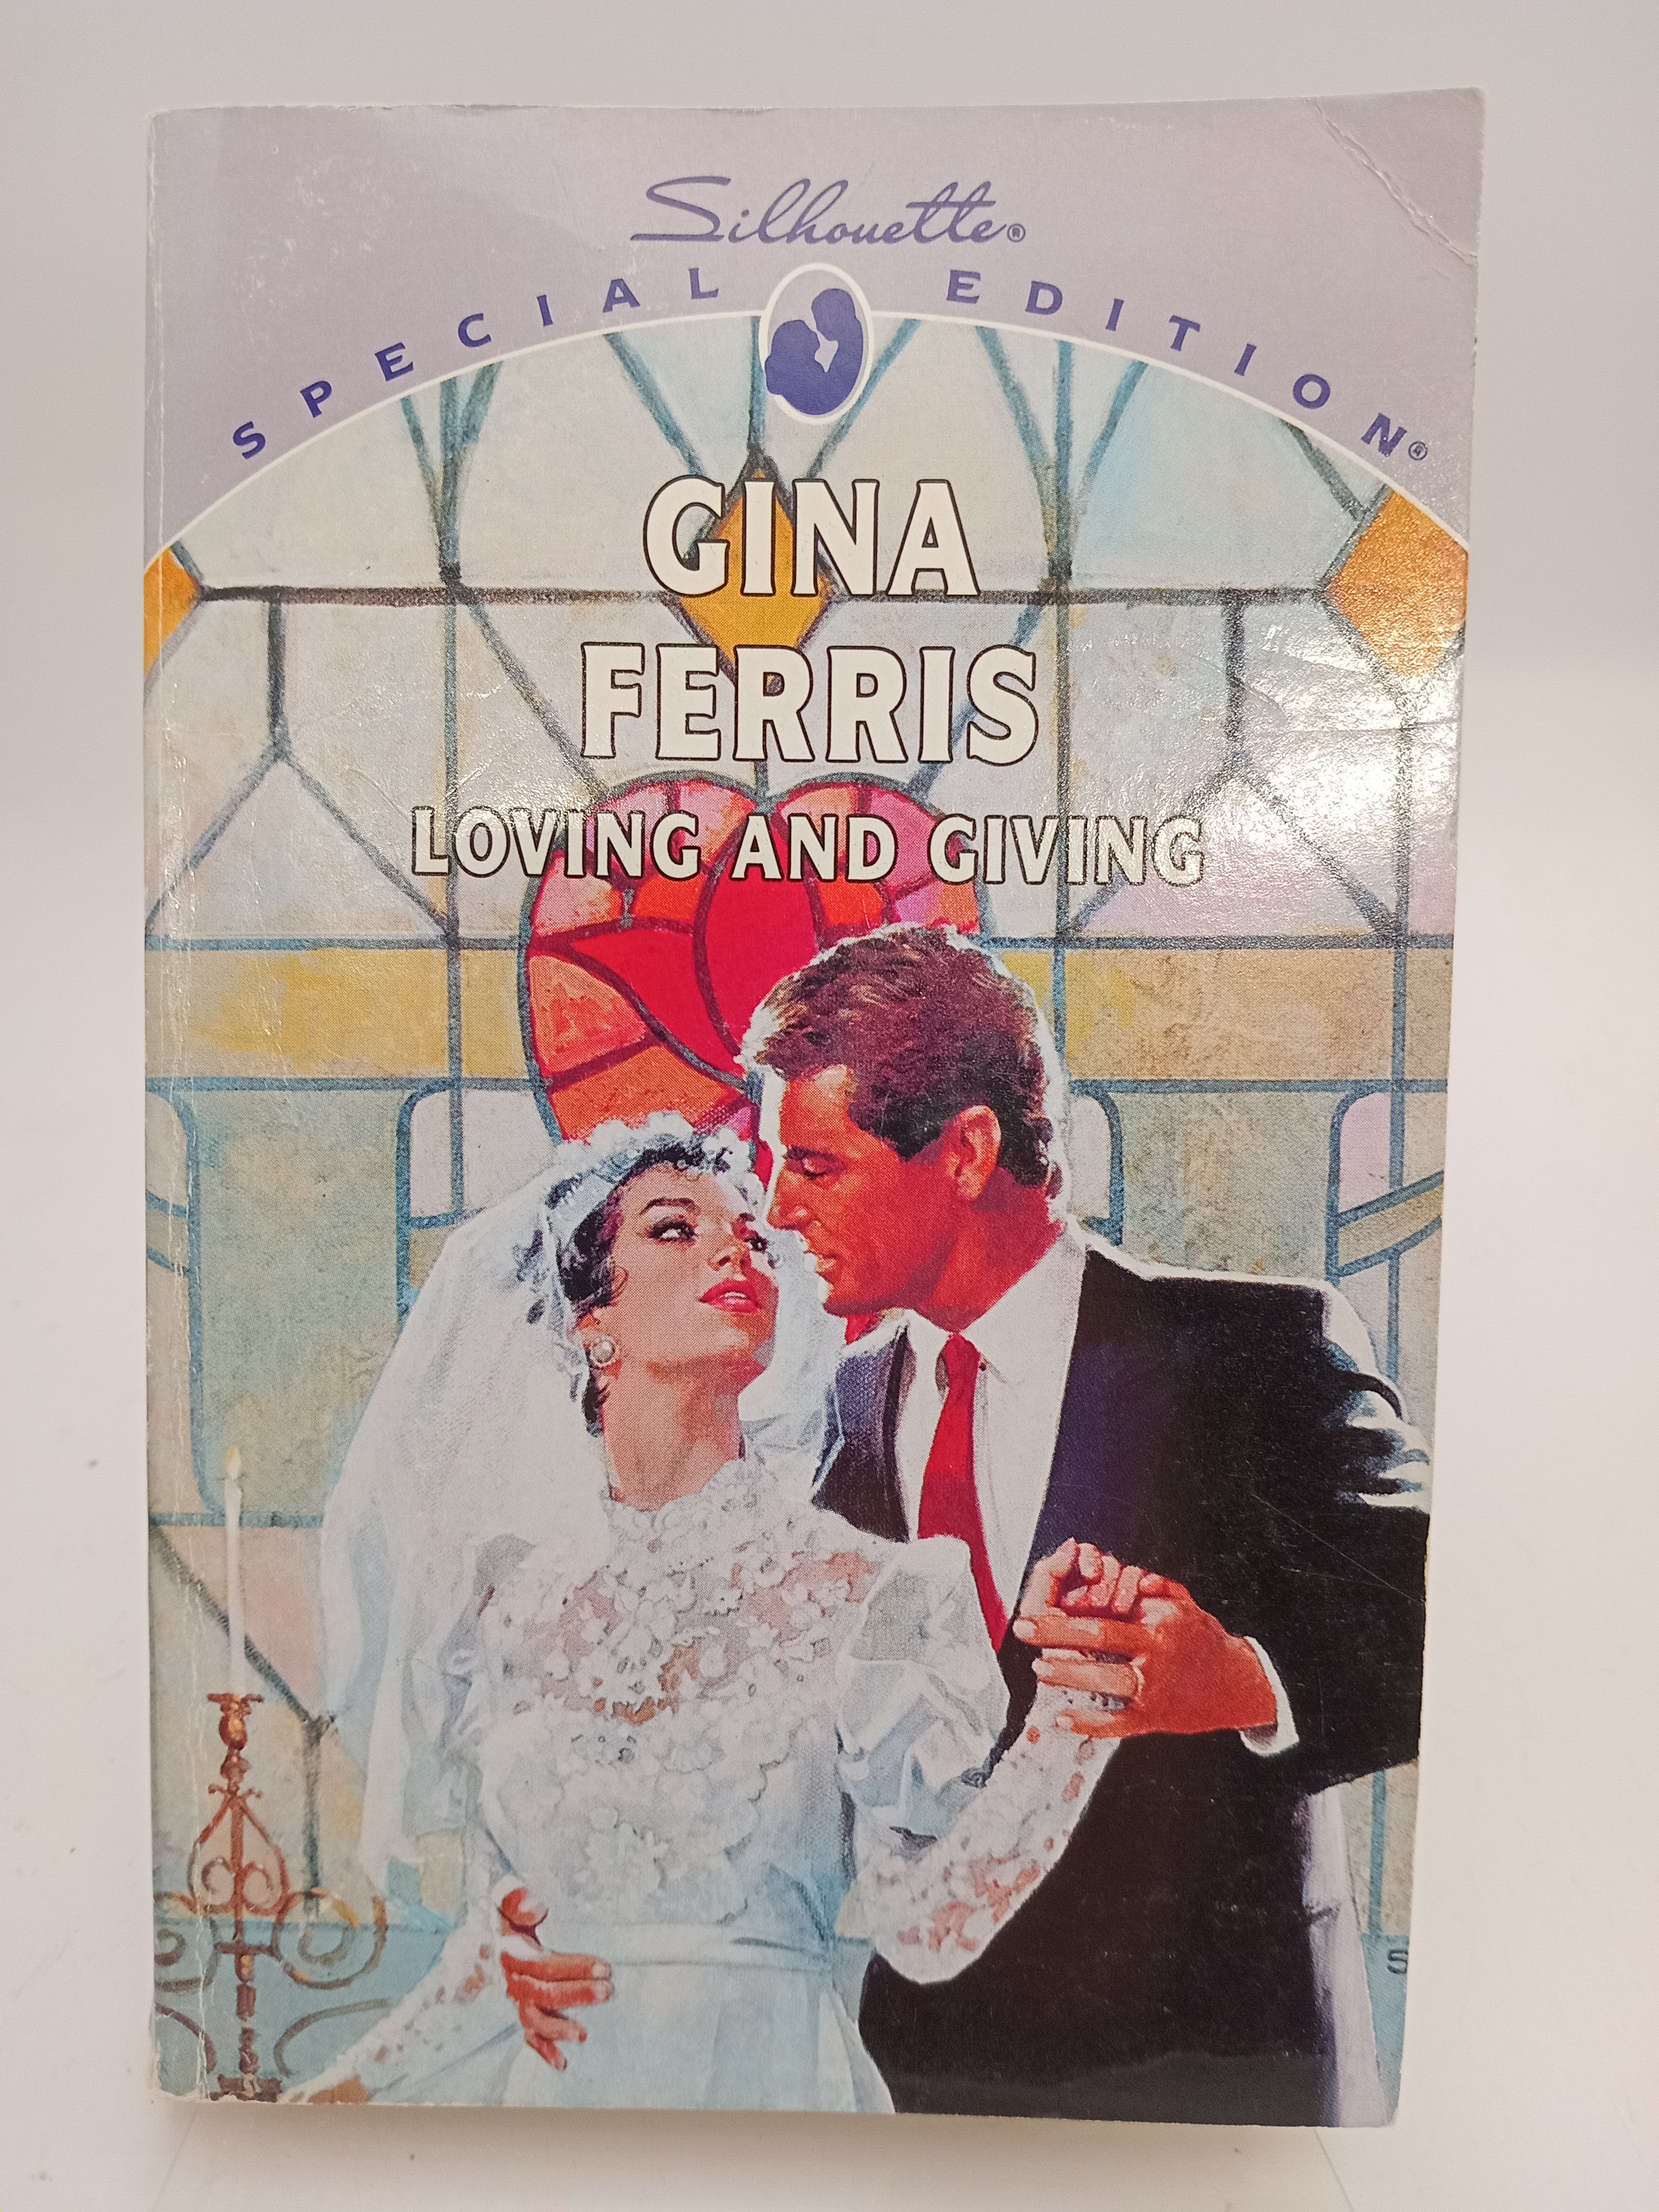 Silhouette®
SPECIAL EDITION®
GINA
FERRIS
LOVING AND GIVING
S